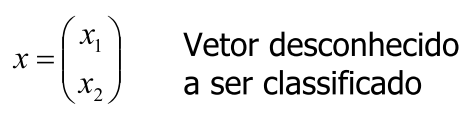 x = (x₁ x₂)
Vetor desconhecido
a ser classificado